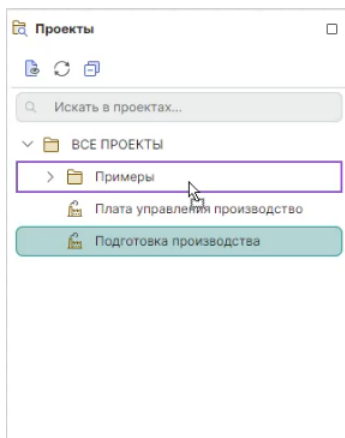 Проекты
Искать в проектах...
ВСЕ ПРОЕКТЫ
Примеры
Плата управления производство
Подготовка производства